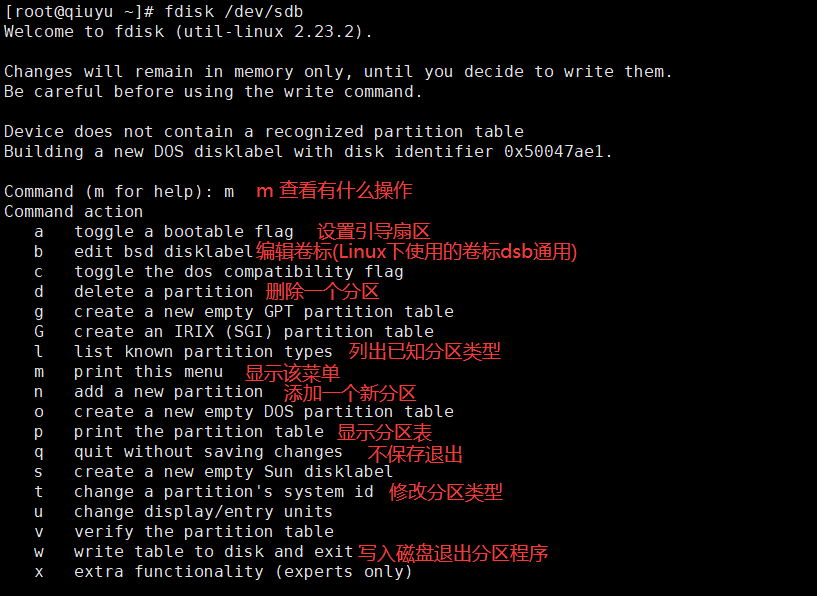 [root@qiuyu ~]# fdisk /dev/sdb
Welcome to fdisk (util-linux 2.23.2).

Changes will remain in memory only, until you decide to write them.
Be careful before using the write command.

Device does not contain a recognized partition table
Building a new DOS disklabel with disk identifier 0x50047ae1.

Command (m for help): m m 查看有什么操作
Command action
a toggle a bootable flag 设置引导扇区
b edit bsd disklabel 编辑卷标(Linux下使用的卷标dsb通用)
c toggle the dos compatibility flag
d delete a partition 删除一个分区
g create a new empty GPT partition table
G create an IRIX (SGI) partition table
l list known partition types 列出已知分区类型
m print this menu 显示该菜单
n add a new partition 添加一个新分区
o create a new empty DOS partition table
p print the partition table 显示分区表
q quit without saving changes 不保存退出
s create a new empty Sun disklabel
t change a partition's system id 修改分区类型
u change display/entry units
v verify the partition table
w write table to disk and exit 写入磁盘退出分区程序
x extra functionality (experts only)